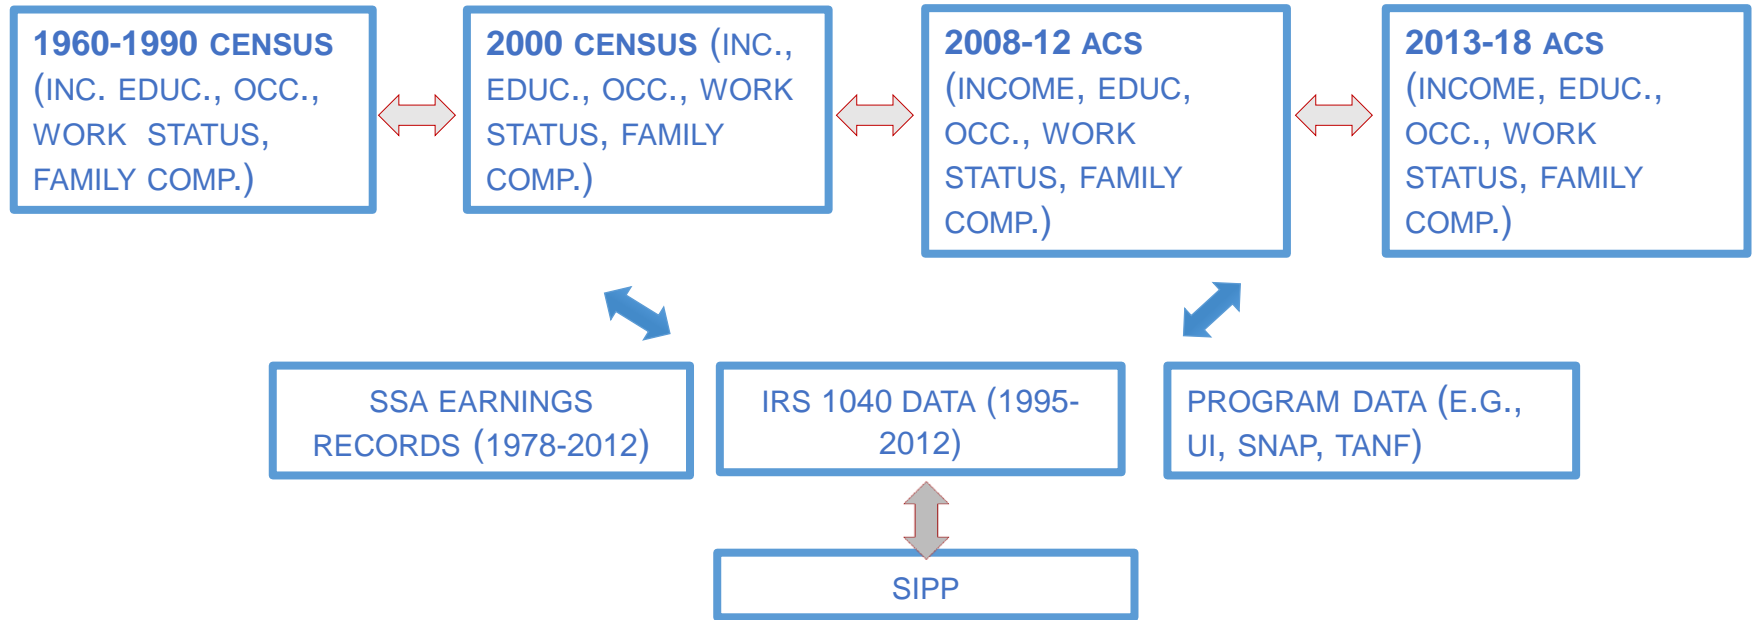 1960-1990 CENSUS
(INC. EDUC., OCC.,
WORK STATUS,
FAMILY COMP.)
2000 CENSUS (INC.,
EDUC., OCC., WORK
STATUS, FAMILY
COMP.)
2008-12 ACS
(INCOME, EDUC,
OCC., WORK
STATUS, FAMILY
COMP.)
2013-18 ACS
(INCOME, EDUC.,
OCC., WORK
STATUS, FAMILY
COMP.)
SSA EARNINGS
RECORDS (1978-2012)
IRS 1040 DATA (1995-
2012)
PROGRAM DATA (E.G.,
UI, SNAP, TANF)
SIPP